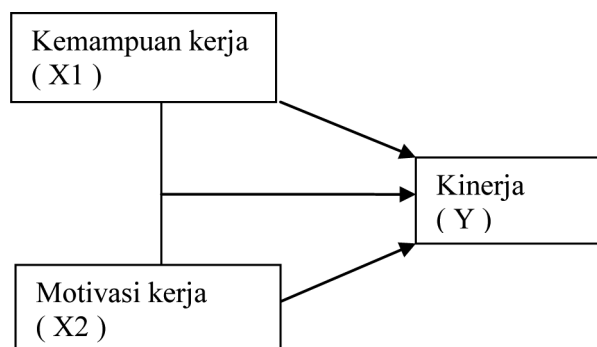 Kemampuan kerja
( X1 )
Kinerja
( Y )
Motivasi kerja
( X2 )